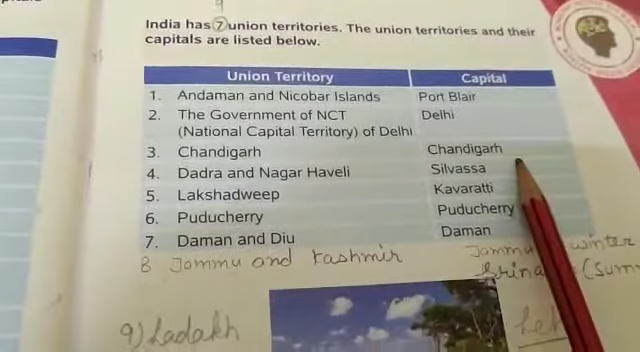 9
India has 7 union territories. The union territories and their
capitals are listed below.
Union Territory Capital
1. Andaman and Nicobar Islands Port Blair
2. The Government of NCT Delhi
(National Capital Territory) of Delhi
3. Chandigarh Chandigarh
4. Dadra and Nagar Haveli Silvassa
5. Lakshadweep Kavaratti
6. Puducherry Puducherry
7. Daman and Diu Daman
8 Jammu and Kashmir Jammu winter
9) Ladakh Leh